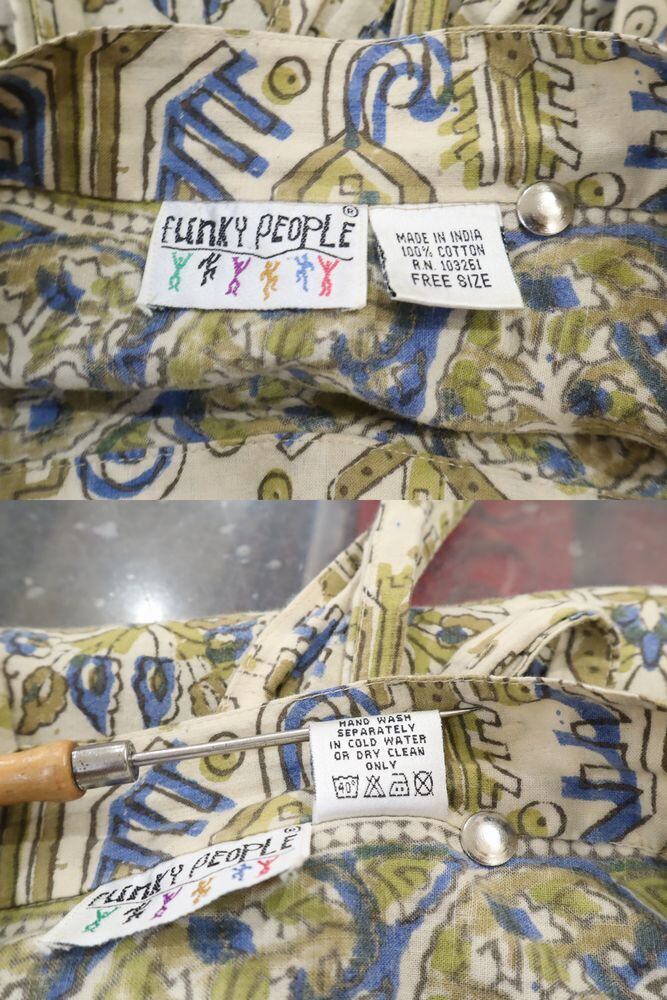 FUNKY PEOPLE®
MADE IN INDIA
100% COTTON
R.N. 103261
FREE SIZE
HAND WASH
SEPARATELY
IN COLD WATER
OR DRY CLEAN
ONLY
40°
FUNKY PEOPLE®